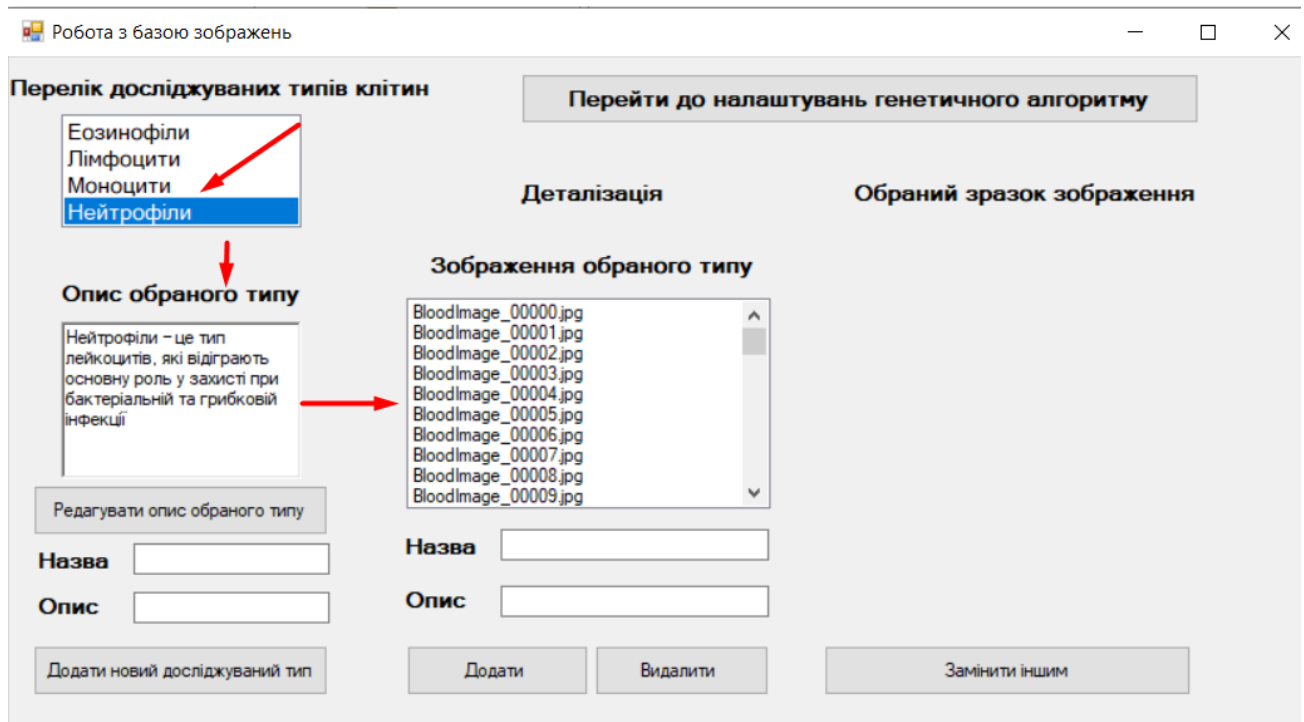 Робота з базою зображень
Перелік досліджуваних типів клітин
Перейти до налаштувань генетичного алгоритму
Еозинофіли
Лімфоцити
Моноцити
Нейтрофіли
Деталізація
Обраний зразок зображення
Опис обраного типу
Нейтрофіли – це тип
лейкоцитів, які відіграють
основну роль у захисті при
бактеріальній та грибковій
інфекції
Редагувати опис обраного типу
Назва
Опис
Додати новий досліджуваний тип
Зображення обраного типу
BloodImage_00000.jpg
BloodImage_00001.jpg
BloodImage_00002.jpg
BloodImage_00003.jpg
BloodImage_00004.jpg
BloodImage_00005.jpg
BloodImage_00006.jpg
BloodImage_00007.jpg
BloodImage_00008.jpg
BloodImage_00009.jpg
Назва
Опис
Додати
Видалити
Замінити іншим